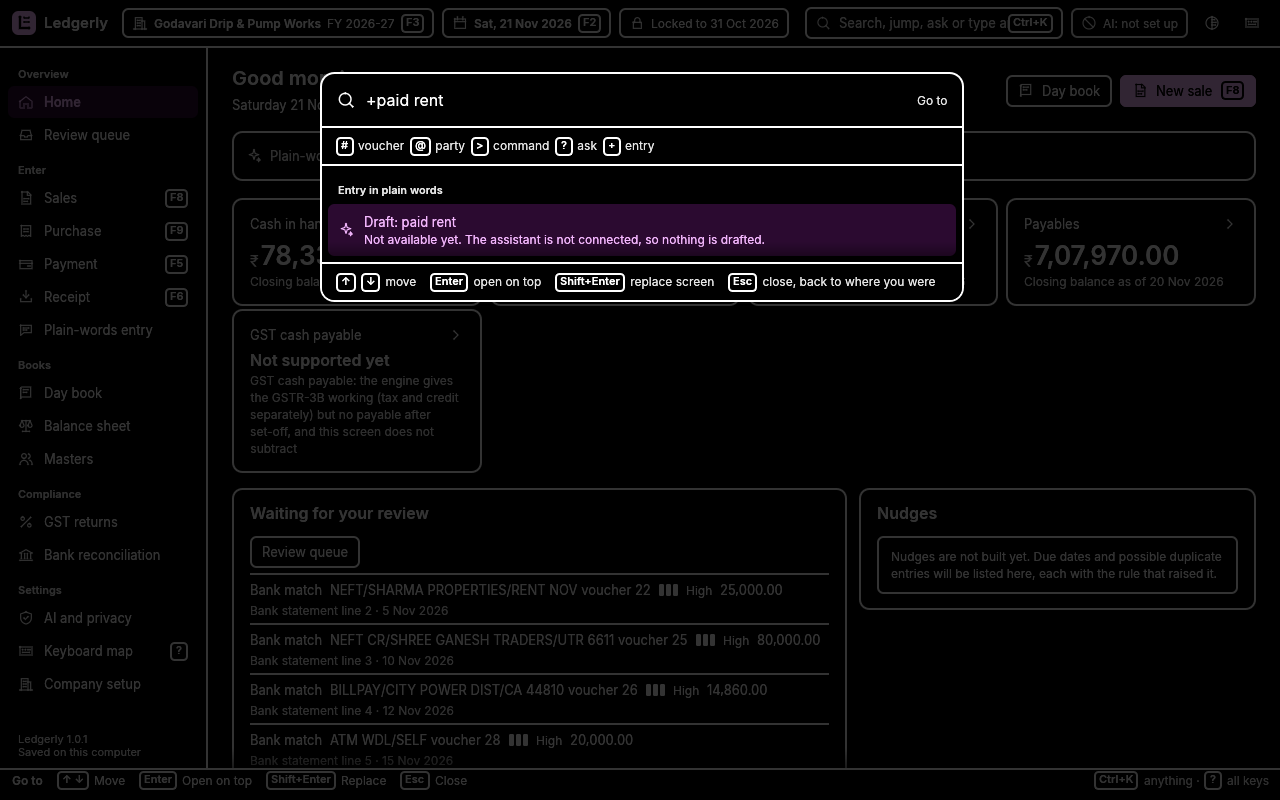 Ledgerly
Godavari Drip & Pump Works FY 2026-27 F3
Sat, 21 Nov 2026 F2
Locked to 31 Oct 2026
Search, jump, ask or type a Ctrl+K
AI: not set up
Overview
Home
Review queue
Enter
Sales F8
Purchase F9
Payment F5
Receipt F6
Plain-words entry
Books
Day book
Balance sheet
Masters
Compliance
GST returns
Bank reconciliation
Settings
AI and privacy
Keyboard map ?
Company setup
Ledgerly 1.0.1
Saved on this computer
Good mor
Saturday 21 No
Day book
New sale F8
Plain-wo
+paid rent
Go to
# voucher @ party > command ? ask + entry
Entry in plain words
Draft: paid rent
Not available yet. The assistant is not connected, so nothing is drafted.
↑ ↓ move Enter open on top Shift+Enter replace screen Esc close, back to where you were
Cash in han
₹78,33
Closing bala
Payables
₹7,07,970.00
Closing balance as of 20 Nov 2026
GST cash payable
Not supported yet
GST cash payable: the engine gives
the GSTR-3B working (tax and credit
separately) but no payable after
set-off, and this screen does not
subtract
Waiting for your review
Review queue
Bank match NEFT/SHARMA PROPERTIES/RENT NOV voucher 22 High 25,000.00
Bank statement line 2 · 5 Nov 2026
Bank match NEFT CR/SHREE GANESH TRADERS/UTR 6611 voucher 25 High 80,000.00
Bank statement line 3 · 10 Nov 2026
Bank match BILLPAY/CITY POWER DIST/CA 44810 voucher 26 High 14,860.00
Bank statement line 4 · 12 Nov 2026
Bank match ATM WDL/SELF voucher 28 High 20,000.00
Bank statement line 5 · 15 Nov 2026
Nudges
Nudges are not built yet. Due dates and possible duplicate
entries will be listed here, each with the rule that raised it.
Go to ↑ ↓ Move Enter Open on top Shift+Enter Replace Esc Close
Ctrl+K anything · ? all keys